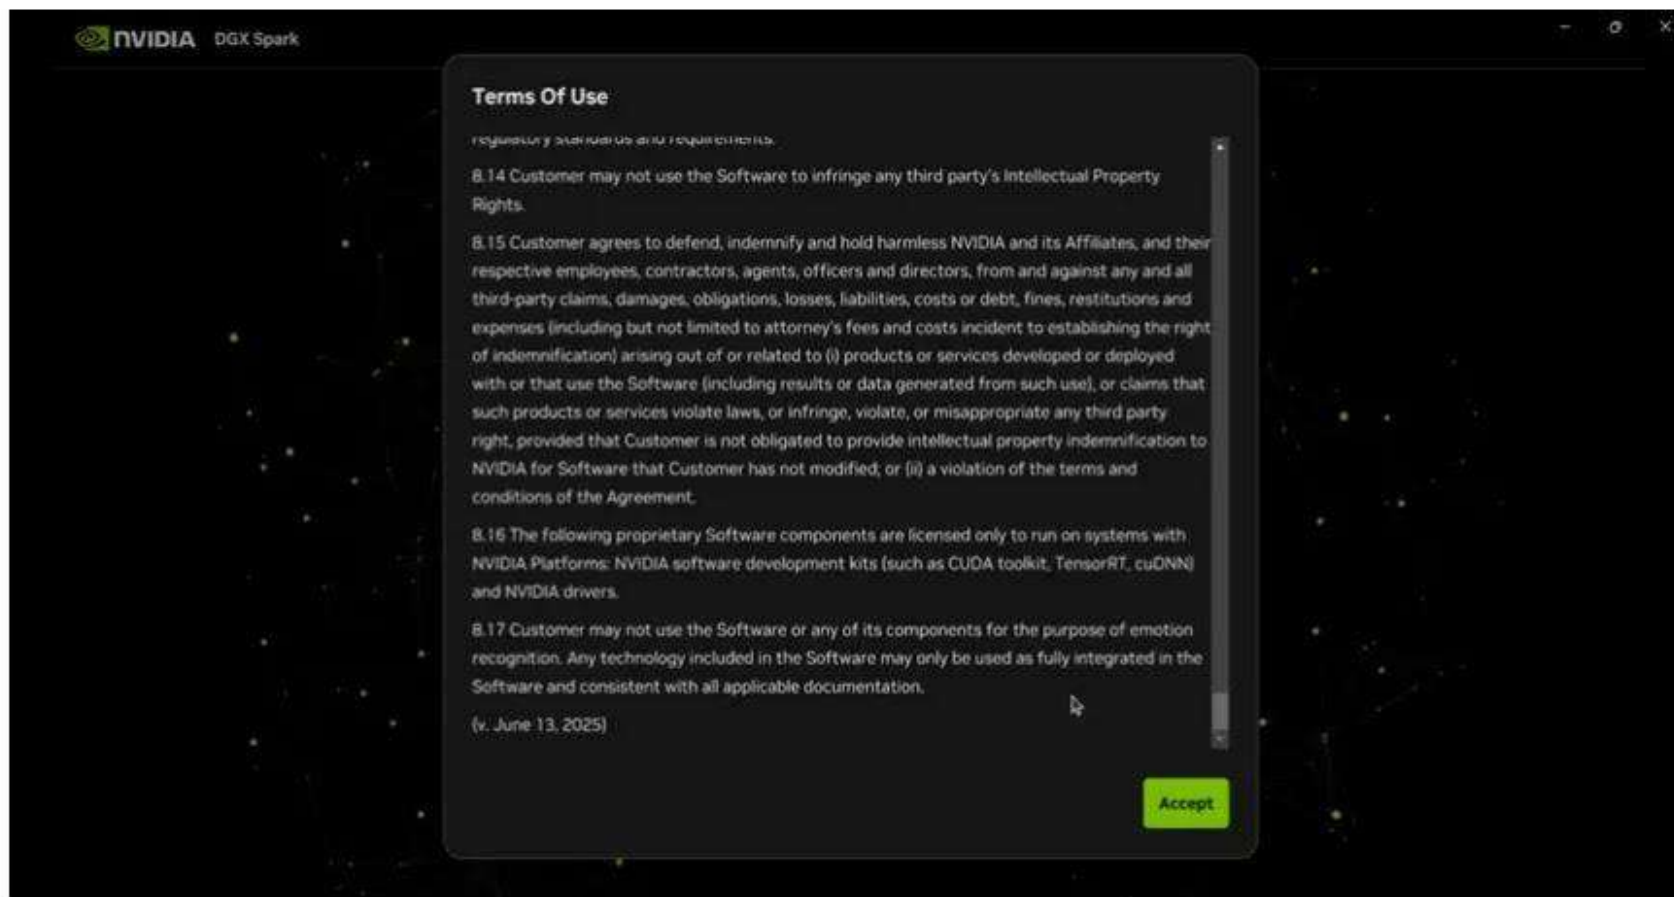 NVIDIA DGX Spark
Terms Of Use
regulatory standards and requirements.
8.14 Customer may not use the Software to infringe any third party's Intellectual Property
Rights.
8.15 Customer agrees to defend, indemnify and hold harmless NVIDIA and its Affiliates, and their
respective employees, contractors, agents, officers and directors, from and against any and all
third-party claims, damages, obligations, losses, liabilities, costs or debt, fines, restitutions and
expenses (including but not limited to attorney's fees and costs incident to establishing the right
of indemnification) arising out of or related to (i) products or services developed or deployed
with or that use the Software (including results or data generated from such use), or claims that
such products or services violate laws, or infringe, violate, or misappropriate any third party
right, provided that Customer is not obligated to provide intellectual property indemnification to
NVIDIA for Software that Customer has not modified; or (ii) a violation of the terms and
conditions of the Agreement.
8.16 The following proprietary Software components are licensed only to run on systems with
NVIDIA Platforms: NVIDIA software development kits (such as CUDA toolkit, TensorRT, cuDNN)
and NVIDIA drivers.
8.17 Customer may not use the Software or any of its components for the purpose of emotion
recognition. Any technology included in the Software may only be used as fully integrated in the
Software and consistent with all applicable documentation.
(v. June 13, 2025)
Accept